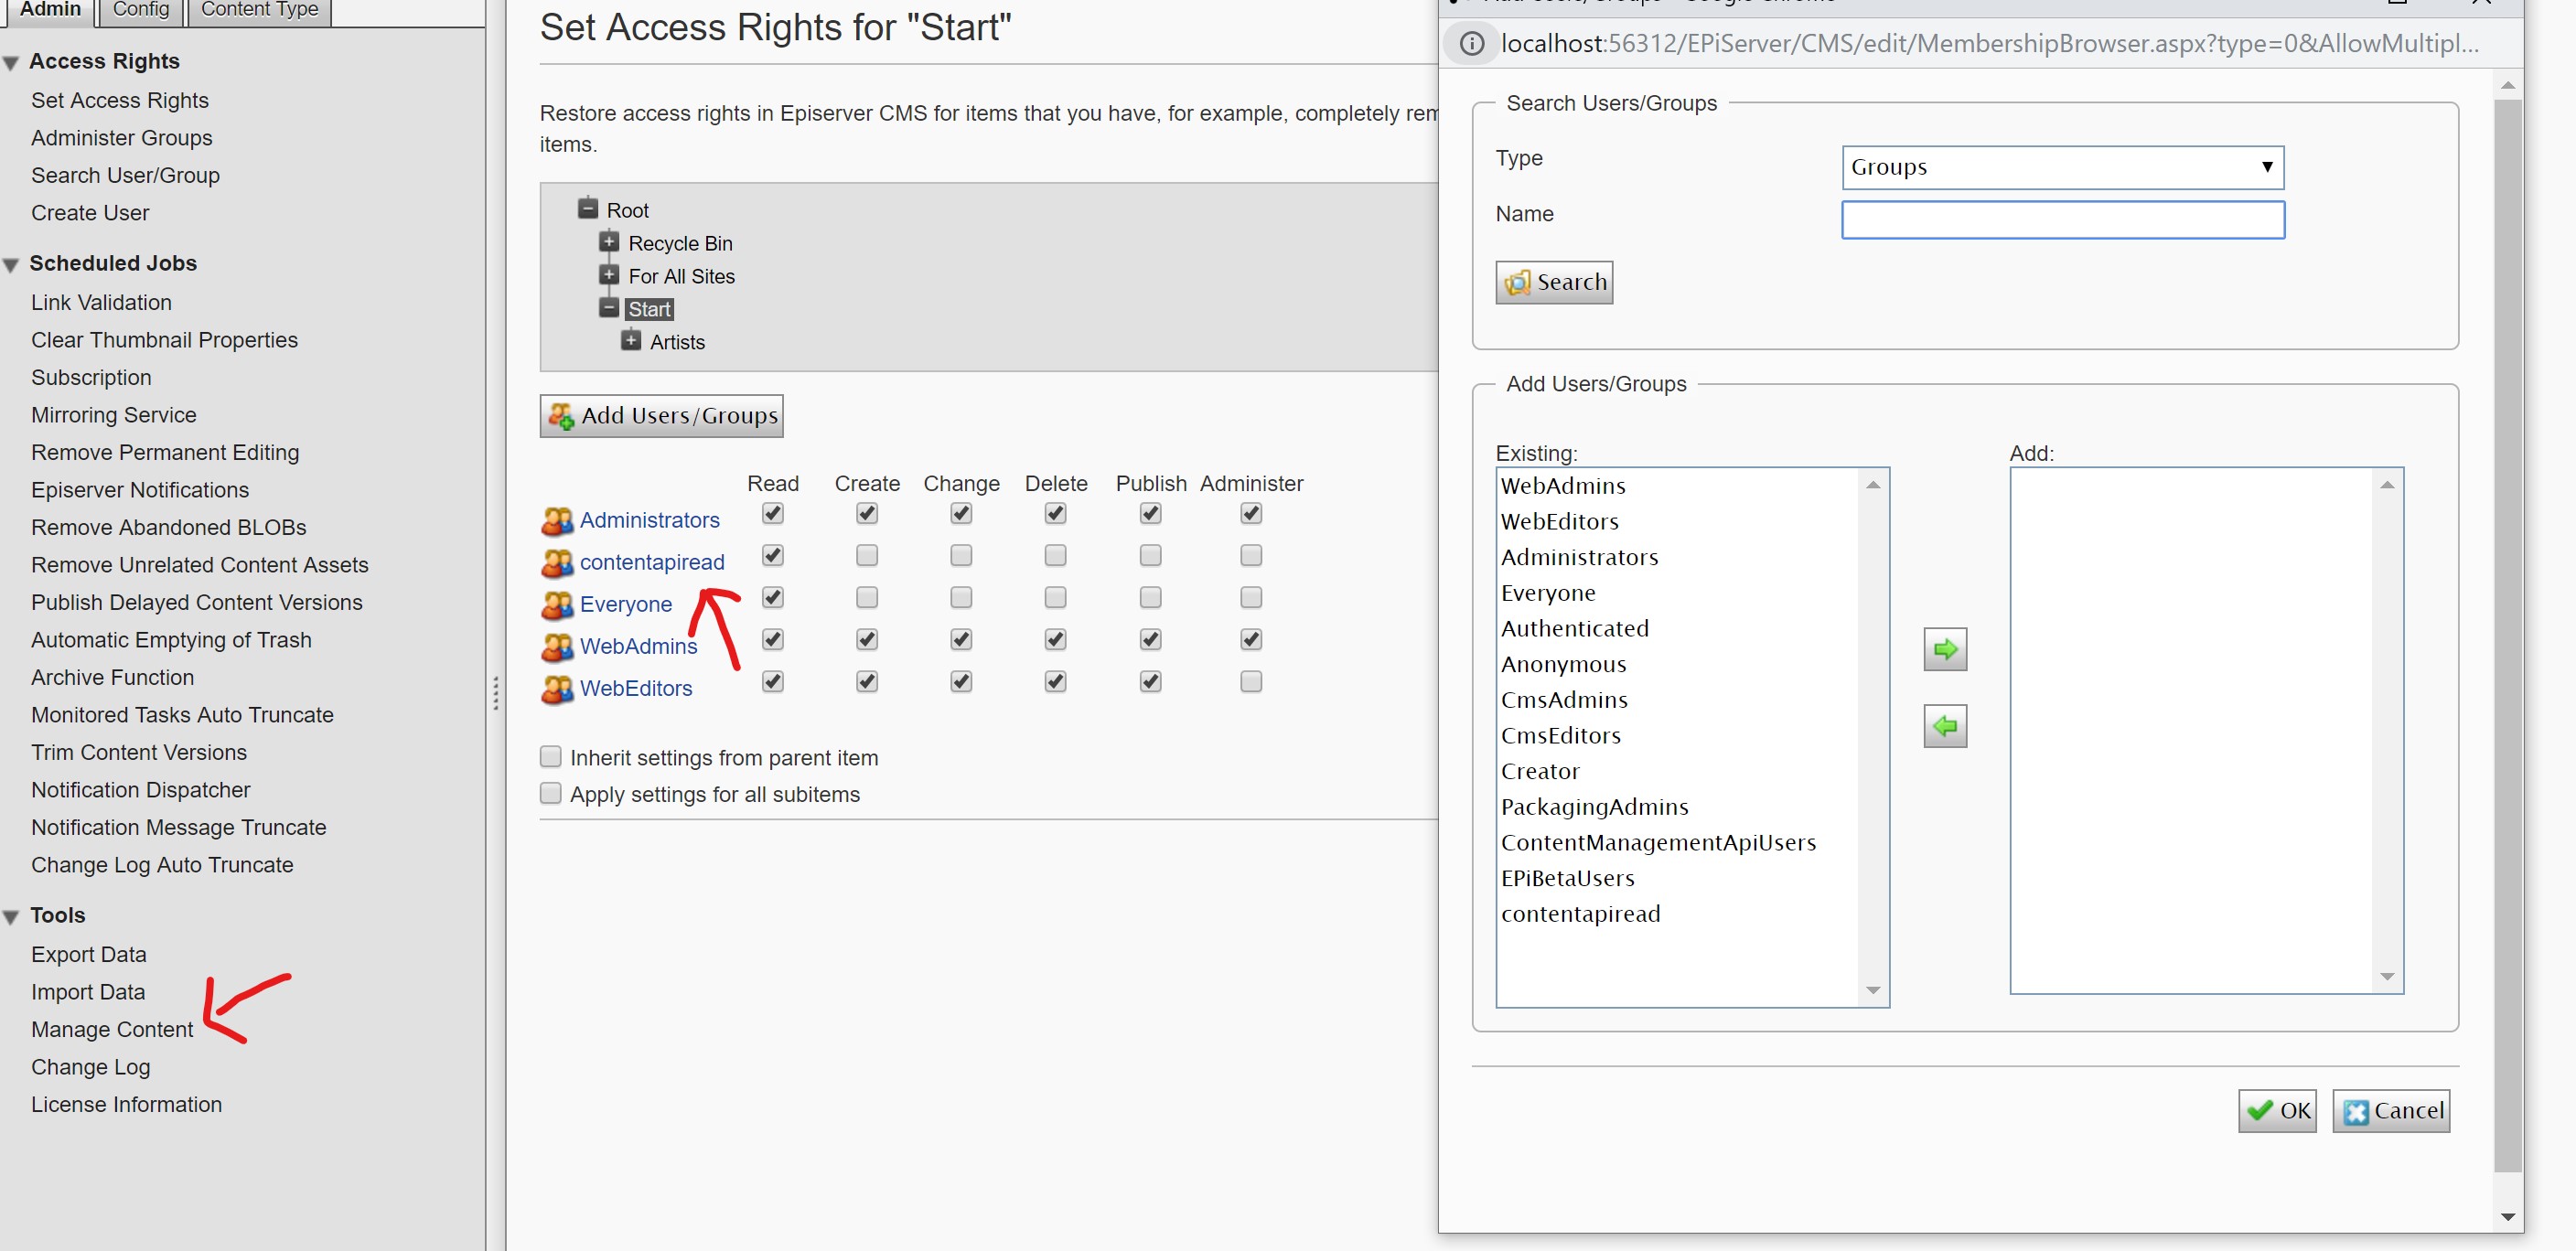 Admin
Config
Content Type
Access Rights
Set Access Rights
Administer Groups
Search User/Group
Create User
Scheduled Jobs
Link Validation
Clear Thumbnail Properties
Subscription
Mirroring Service
Remove Permanent Editing
Episerver Notifications
Remove Abandoned BLOBs
Remove Unrelated Content Assets
Publish Delayed Content Versions
Automatic Emptying of Trash
Archive Function
Monitored Tasks Auto Truncate
Trim Content Versions
Notification Dispatcher
Notification Message Truncate
Change Log Auto Truncate
Tools
Export Data
Import Data
Manage Content
Change Log
License Information
Set Access Rights for "Start"
Restore access rights in Episerver CMS for items that you have, for example, completely rem
items.
Root
Recycle Bin
For All Sites
Start
Artists
Add Users/Groups
Read Create Change Delete Publish Administer
Administrators
contentapiread
Everyone
WebAdmins
WebEditors
Inherit settings from parent item
Apply settings for all subitems
Add Users/Groups - Google Chrome
localhost:56312/EPiServer/CMS/edit/MembershipBrowser.aspx?type=0&AllowMultipl...
Search Users/Groups
Type
Groups
Name
Search
Add Users/Groups
Existing:
WebAdmins
WebEditors
Administrators
Everyone
Authenticated
Anonymous
CmsAdmins
CmsEditors
Creator
PackagingAdmins
ContentManagementApiUsers
EPiBetaUsers
contentapiread
Add:
OK
Cancel